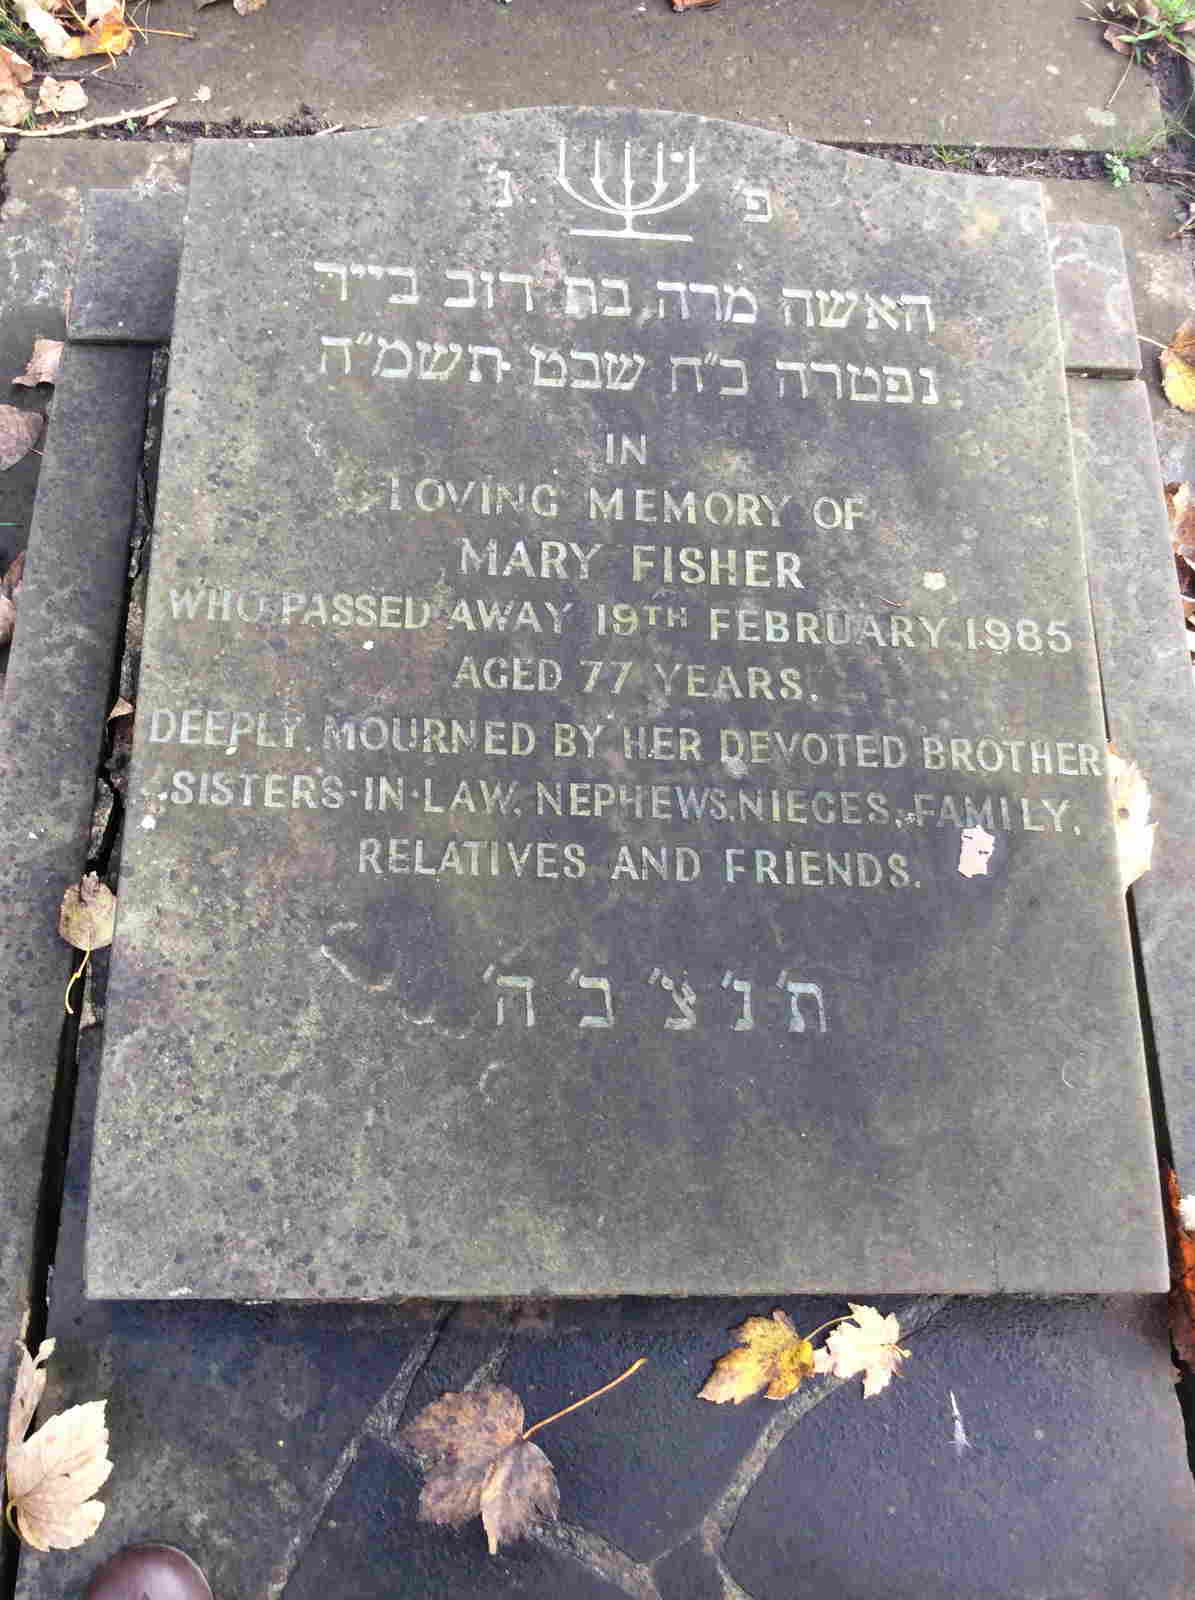 פ' נ'
האשה מרה בת דוב בייר
נפטרה כ"ח שבט תשמ"ה
IN
LOVING MEMORY OF
MARY FISHER
WHO PASSED AWAY 19TH FEBRUARY 1985
AGED 77 YEARS.
DEEPLY MOURNED BY HER DEVOTED BROTHER
SISTERS-IN-LAW, NEPHEWS, NIECES, FAMILY,
RELATIVES AND FRIENDS.
ת' נ' צ' ב' ה'